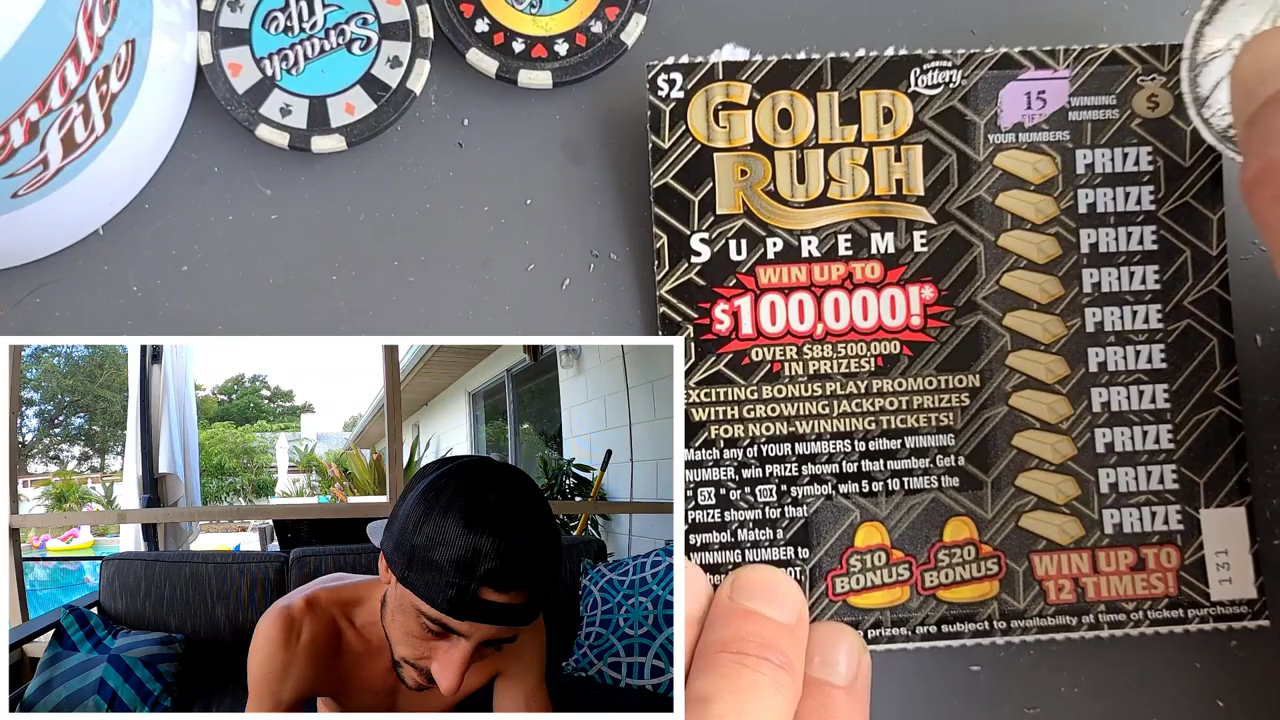 Scratch
Life
Scratch
Life
$2
GOLD
RUSH
SUPREME
FLORIDA
Lottery
15
WINNING
NUMBERS
$
YOUR NUMBERS
PRIZE
PRIZE
PRIZE
PRIZE
PRIZE
PRIZE
PRIZE
PRIZE
PRIZE
PRIZE
WIN UP TO
$100,000!*
OVER $88,500,000
IN PRIZES!
EXCITING BONUS PLAY PROMOTION
WITH GROWING JACKPOT PRIZES
FOR NON-WINNING TICKETS!
Match any of YOUR NUMBERS to either WINNING
NUMBER, win PRIZE shown for that number. Get a
" 5X " or " 10X " symbol, win 5 or 10 TIMES the
PRIZE shown for that
symbol. Match a
WINNING NUMBER to
$10
BONUS
$20
BONUS
WIN UP TO
12 TIMES!
131
prizes, are subject to availability at time of ticket purchase.